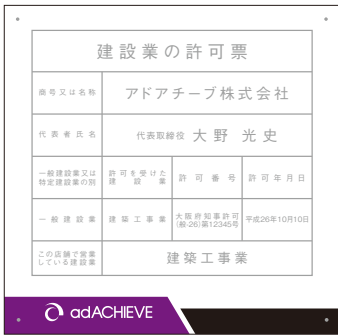 建設業の許可票
商号又は名称 アドアチーブ株式会社
代表者氏名 代表取締役 大野 光史
一般建設業又は
特定建設業の別
許可を受けた
建設業
許可番号
許可年月日
一般建設業
建築工事業
大阪府知事許可
(般-26)第12345号
平成26年10月10日
この店舗で営業
している建設業
建築工事業
adACHIEVE